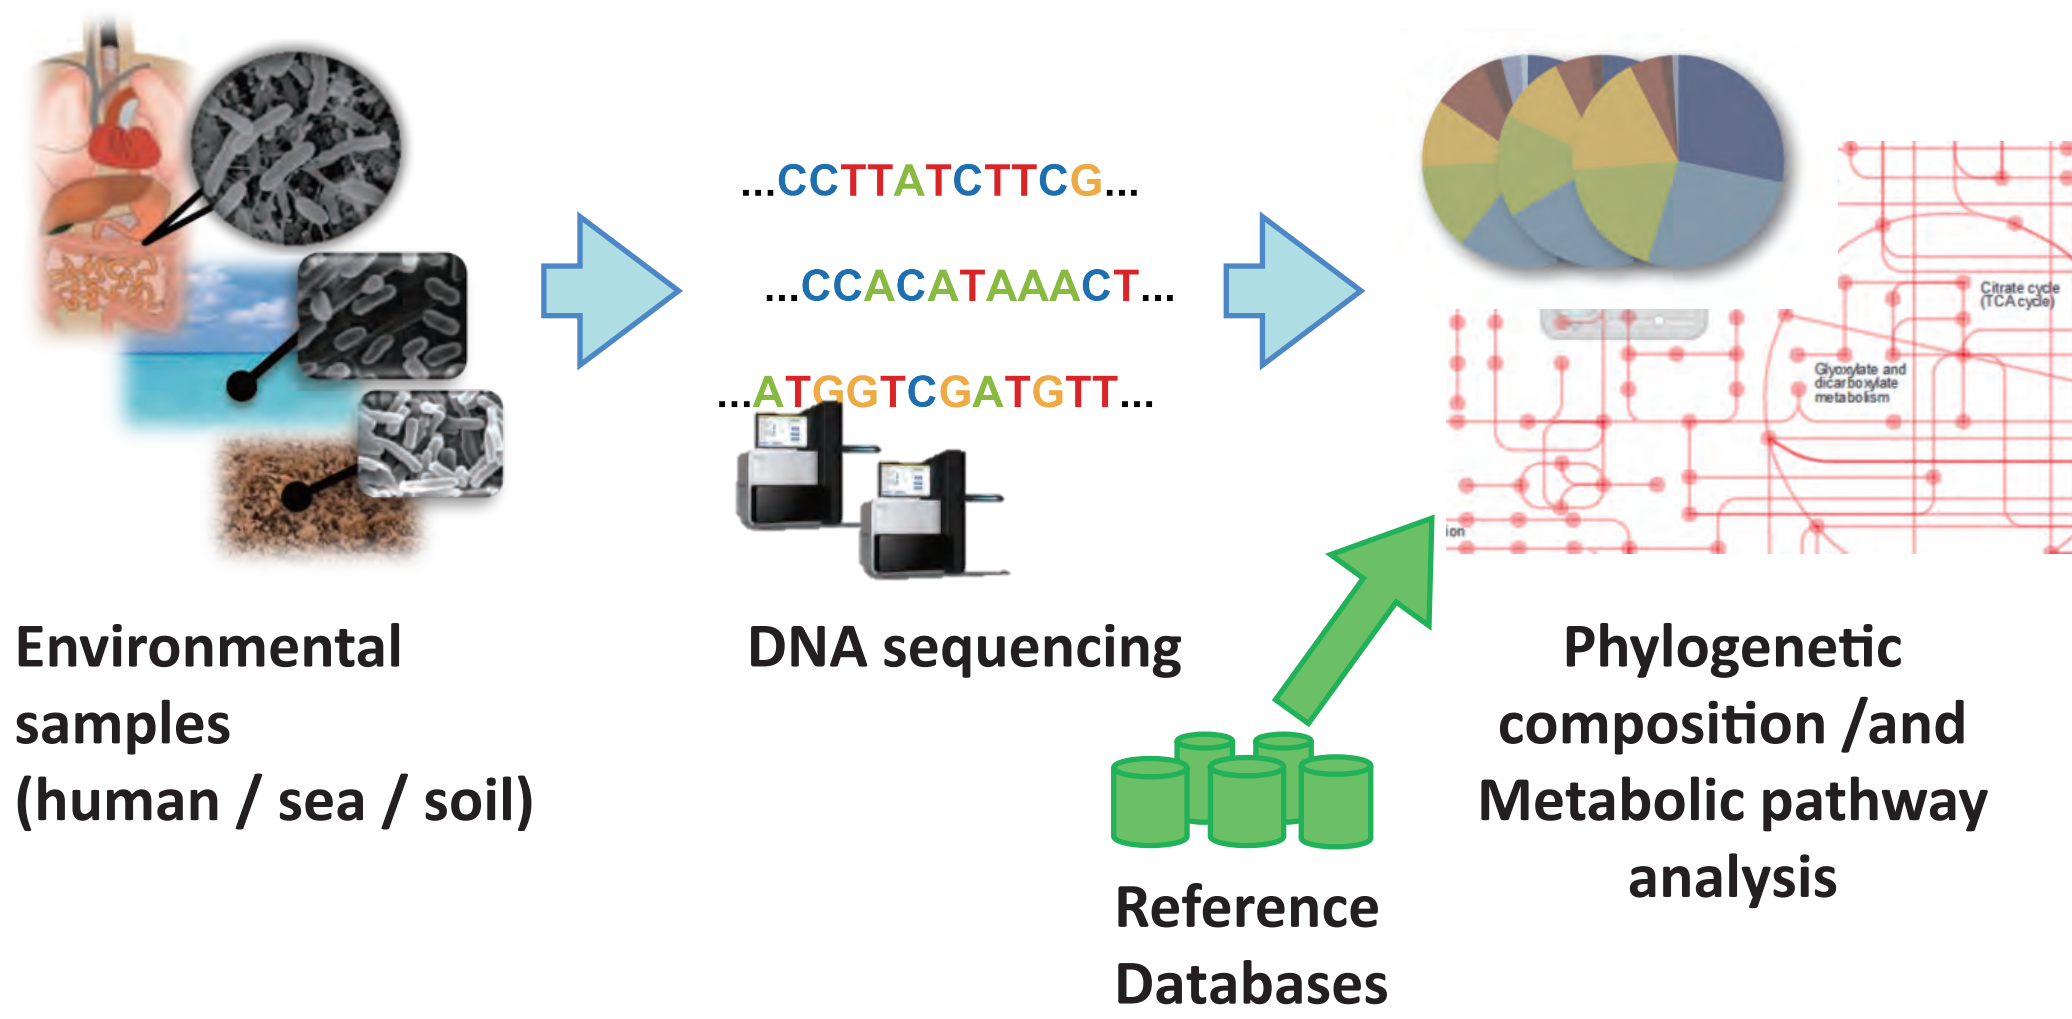 ...CCTTATCTTCG...
...CCACATAAACT...
...ATGGTCGATGTT...
Citrate cycle
(TCA cycle)
Glyoxylate and
dicarboxylate
metabolism
ion
Environmental
samples
(human / sea / soil)
DNA sequencing
Reference
Databases
Phylogenetic
composition /and
Metabolic pathway
analysis